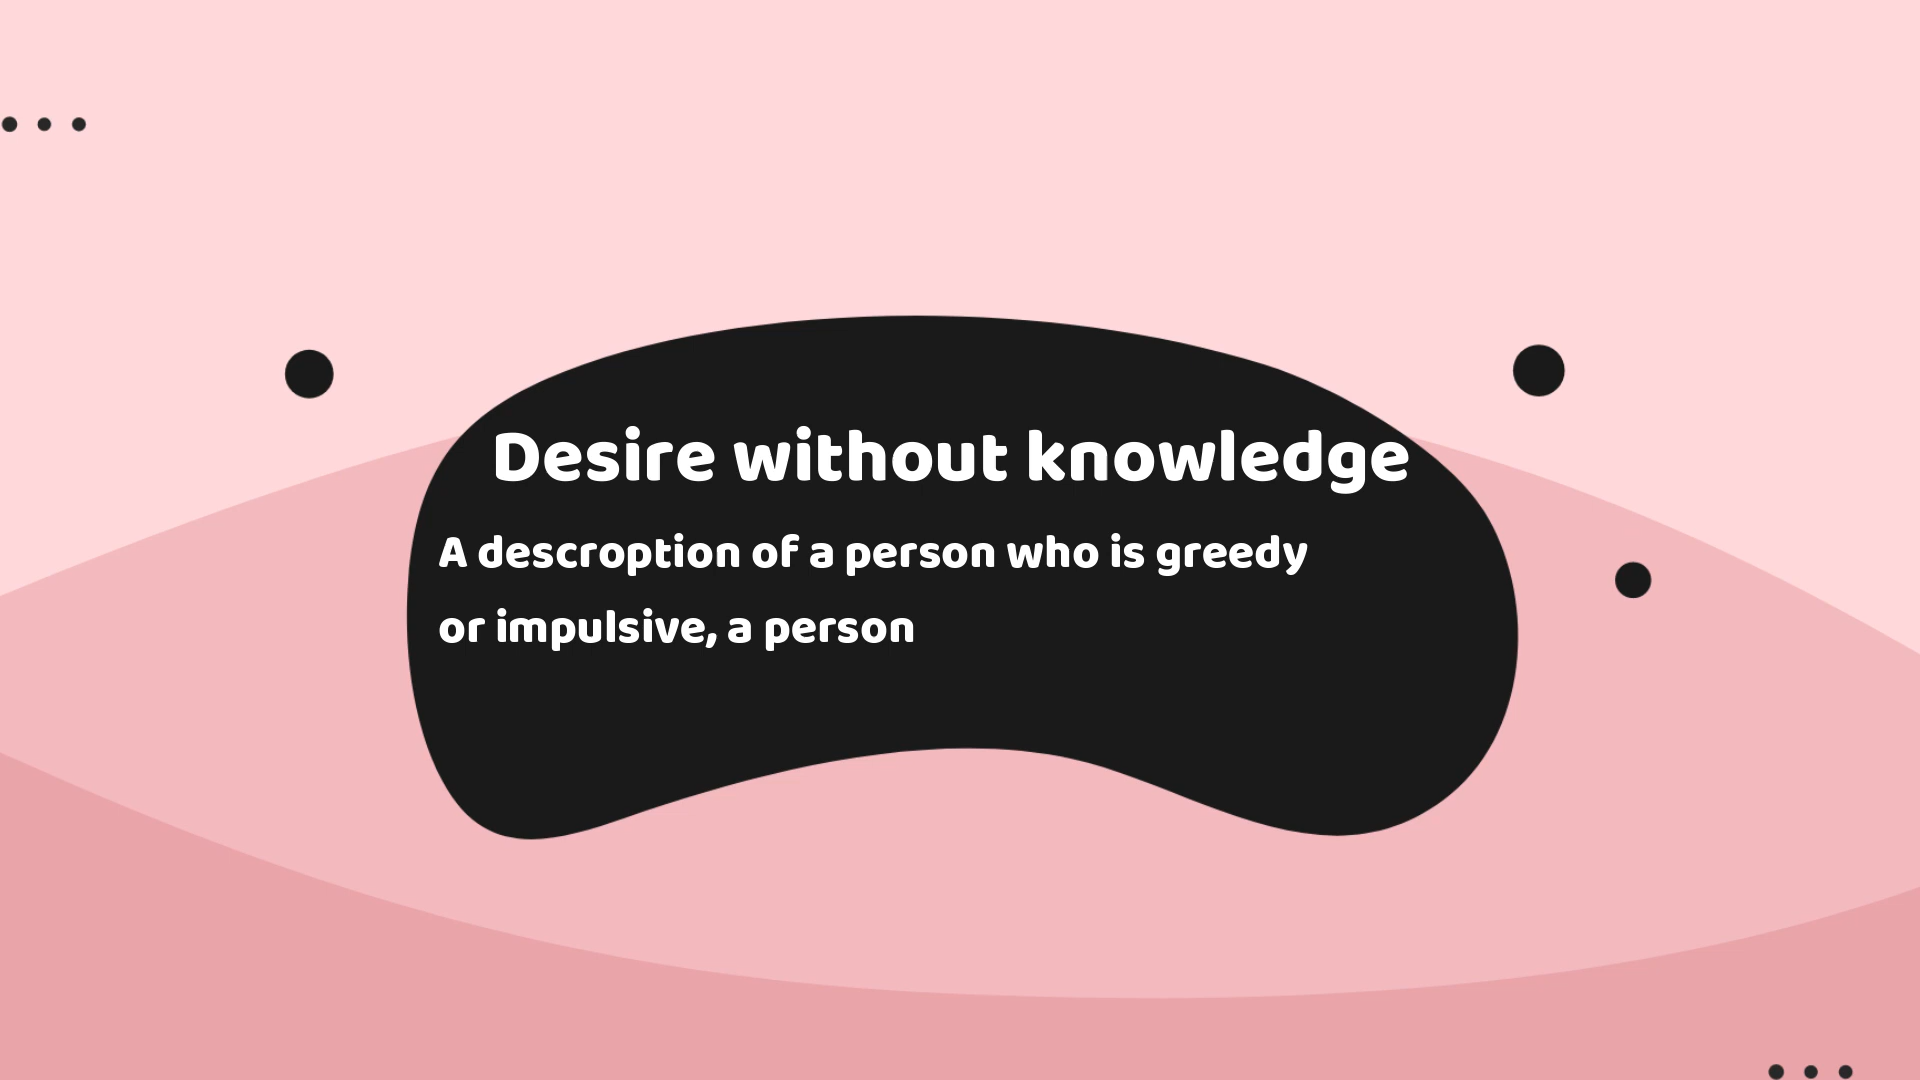 Desire without knowledge
A descroption of a person who is greedy
or impulsive, a person